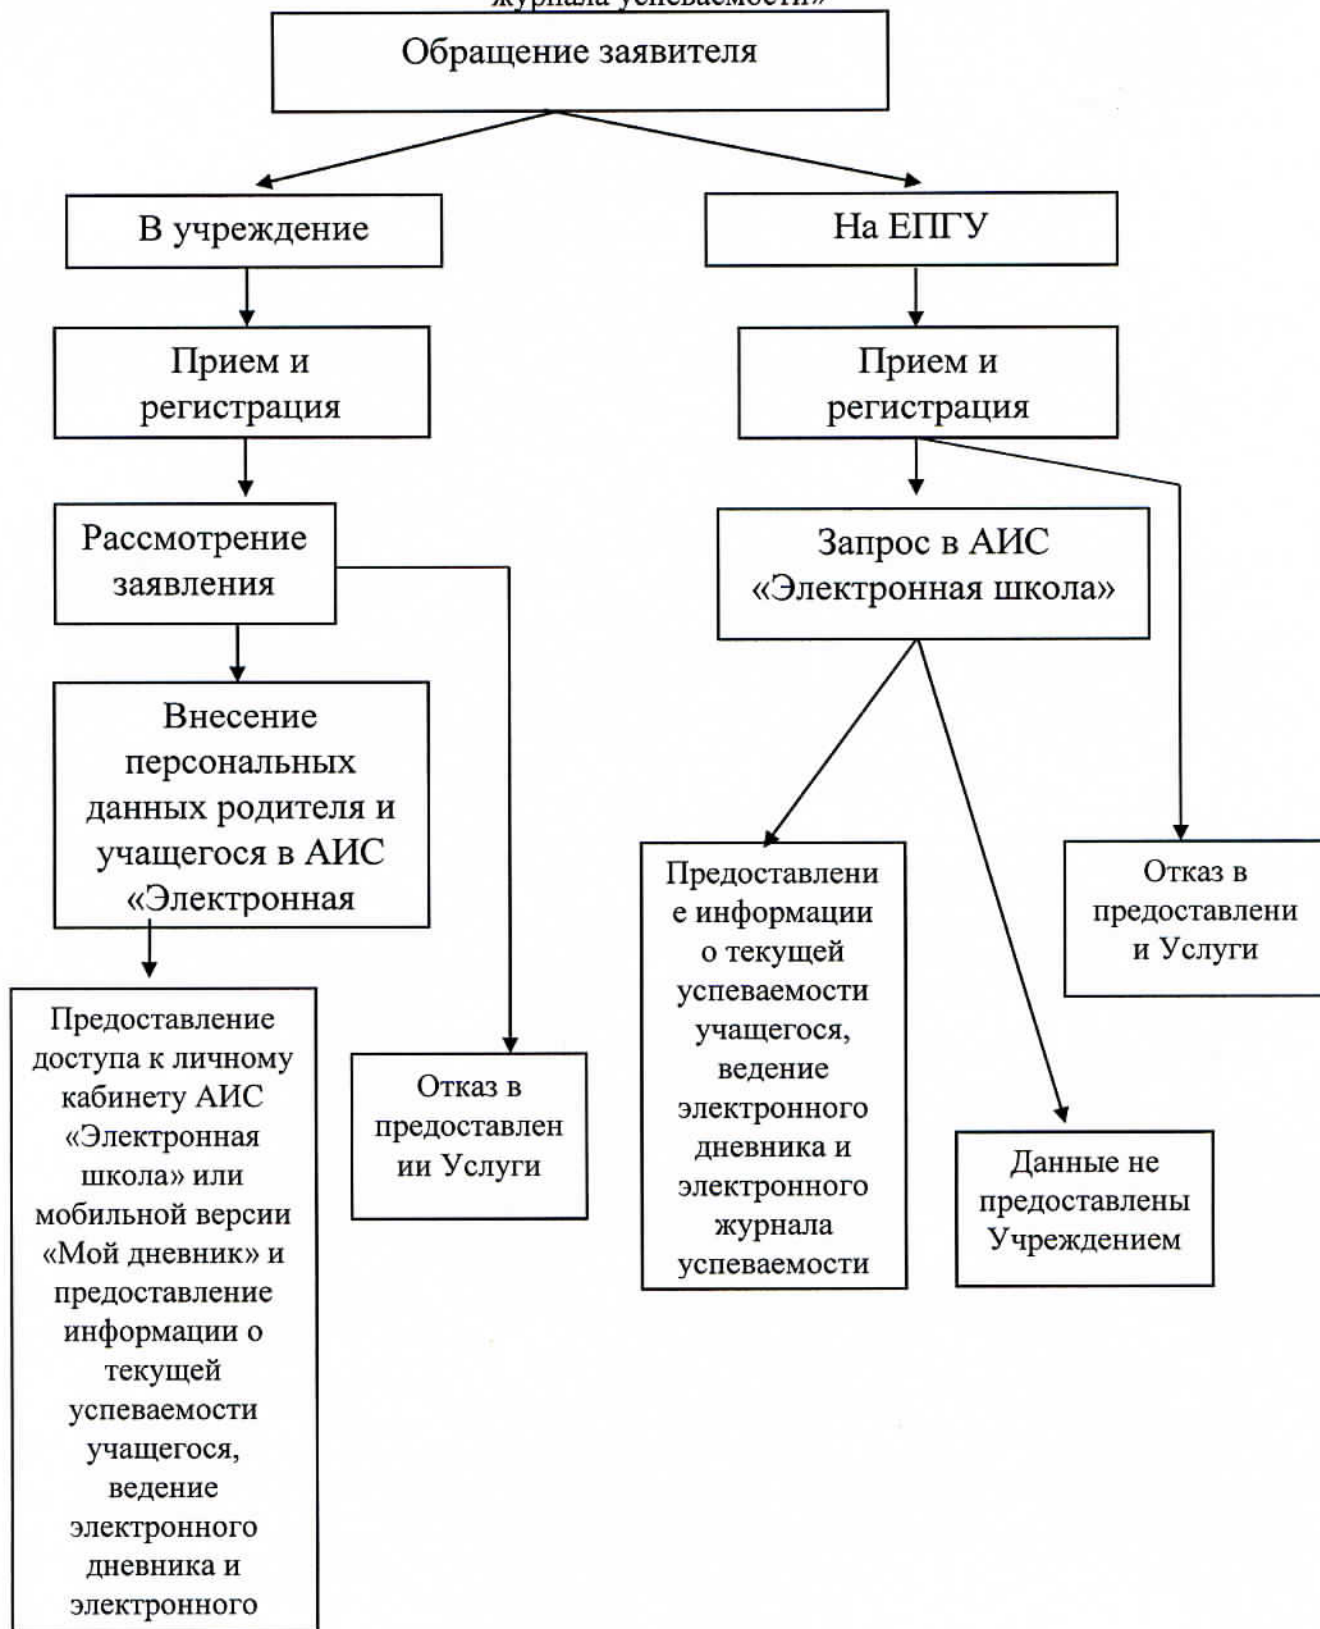 журнала успеваемости»
Обращение заявителя
В учреждение
На ЕПГУ
Прием и
регистрация
Прием и
регистрация
Рассмотрение
заявления
Запрос в АИС
«Электронная школа»
Внесение
персональных
данных родителя и
учащегося в АИС
«Электронная
Предоставлени
е информации
о текущей
успеваемости
учащегося,
ведение
электронного
дневника и
электронного
журнала
успеваемости
Отказ в
предоставлени
и Услуги
Предоставление
доступа к личному
кабинету АИС
«Электронная
школа» или
мобильной версии
«Мой дневник» и
предоставление
информации о
текущей
успеваемости
учащегося,
ведение
электронного
дневника и
электронного
Отказ в
предоставлен
ии Услуги
Данные не
предоставлены
Учреждением